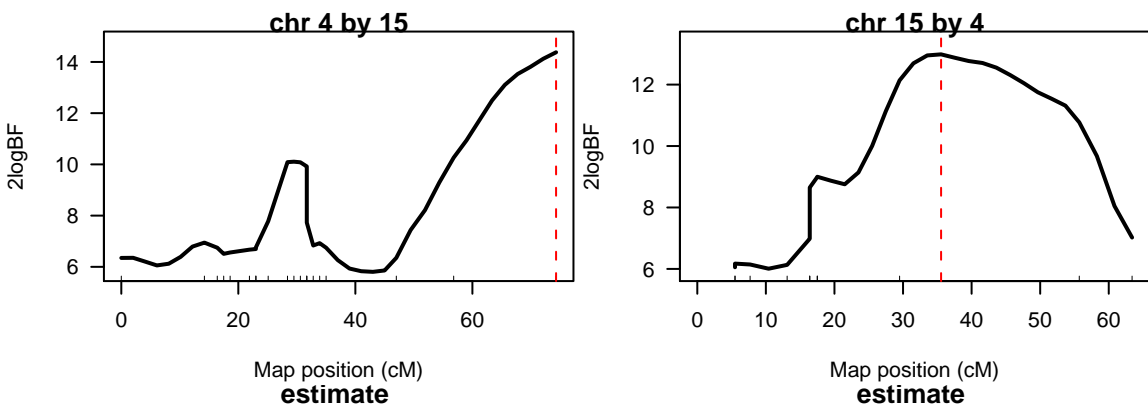 chr 4 by 15
2logBF
14
12
10
8
6
0 20 40 60
Map position (cM)
estimate
chr 15 by 4
2logBF
12
10
8
6
0 10 20 30 40 50 60
Map position (cM)
estimate